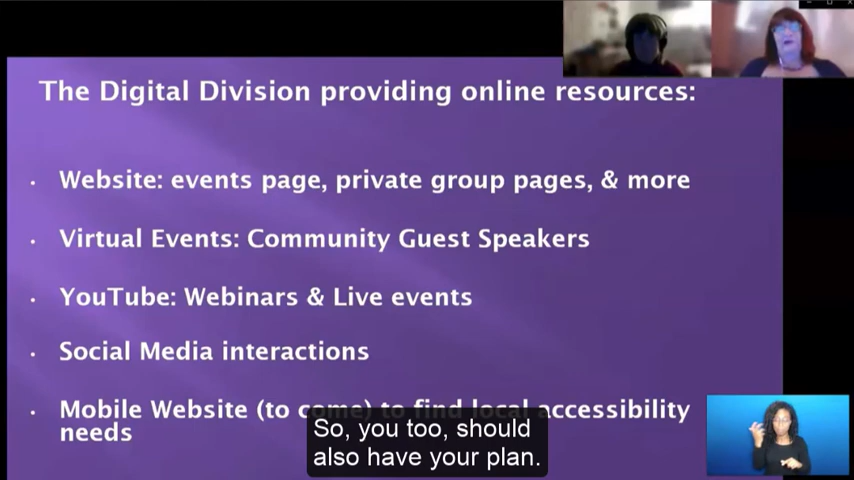 The Digital Division providing online resources:
• Website: events page, private group pages, & more
• Virtual Events: Community Guest Speakers
• YouTube: Webinars & Live events
• Social Media interactions
• Mobile Website (to come) to find local accessibility
needs
So, you too, should
also have your plan.